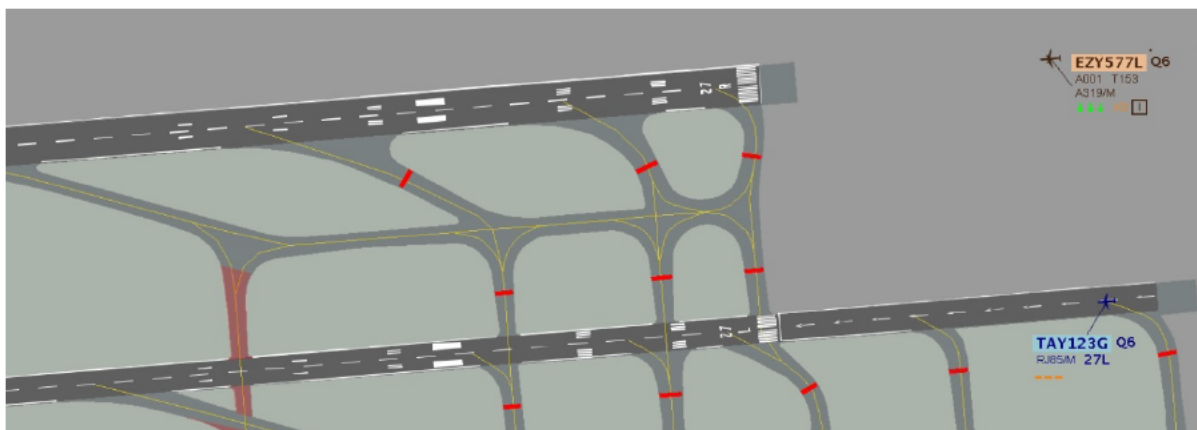 EZY577L Q6
A001 T153
A319/M
I
27
R
27
L
TAY123G Q6
RJ85/M 27L